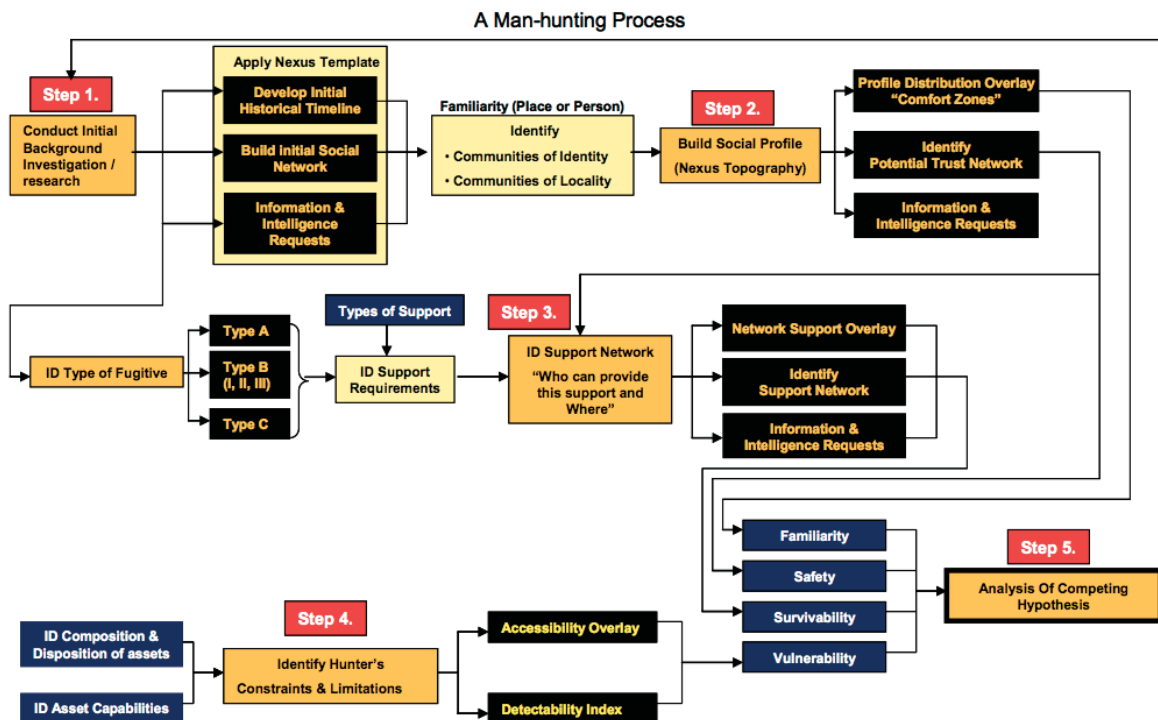 A Man-hunting Process
Step 1.
Conduct Initial
Background
Investigation /
research
Apply Nexus Template
Develop Initial
Historical Timeline
Build Initial Social
Network
Information &
Intelligence
Requests
Familiarity (Place or Person)
Identify
• Communities of Identity
• Communities of Locality
Step 2.
Build Social Profile
(Nexus Topography)
Profile Distribution Overlay
“Comfort Zones”
Identify
Potential Trust Network
Information &
Intelligence Requests
ID Type of Fugitive
Type A
Type B
(I, II, III)
Type C
Types of Support
ID Support
Requirements
Step 3.
ID Support Network
“Who can provide
this support and
Where”
Network Support Overlay
Identify
Support Network
Information &
Intelligence Requests
Step 4.
ID Composition &
Disposition of assets
ID Asset Capabilities
Identify Hunter’s
Constraints & Limitations
Accessibility Overlay
Detectability Index
Familiarity
Safety
Survivability
Vulnerability
Step 5.
Analysis Of Competing
Hypothesis